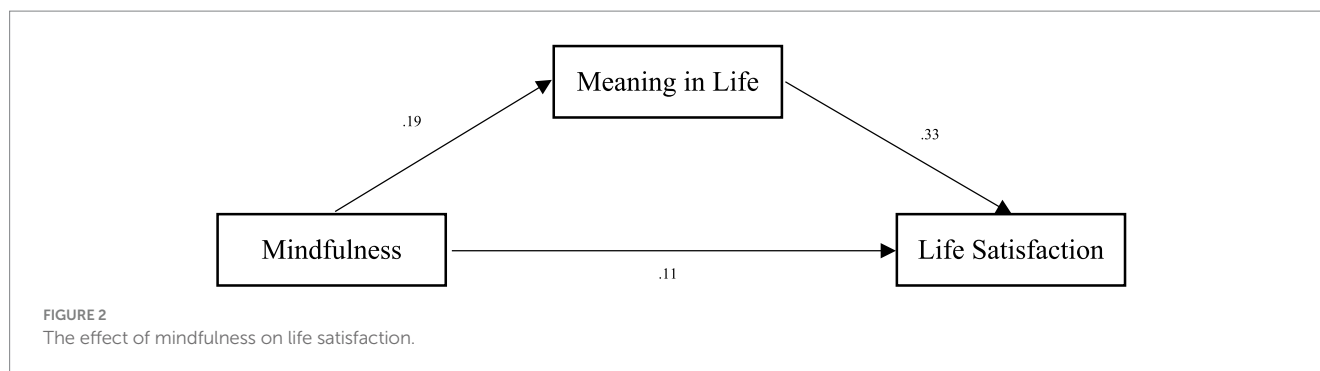 Meaning in Life
.19
.33
Mindfulness
Life Satisfaction
.11
FIGURE 2
The effect of mindfulness on life satisfaction.